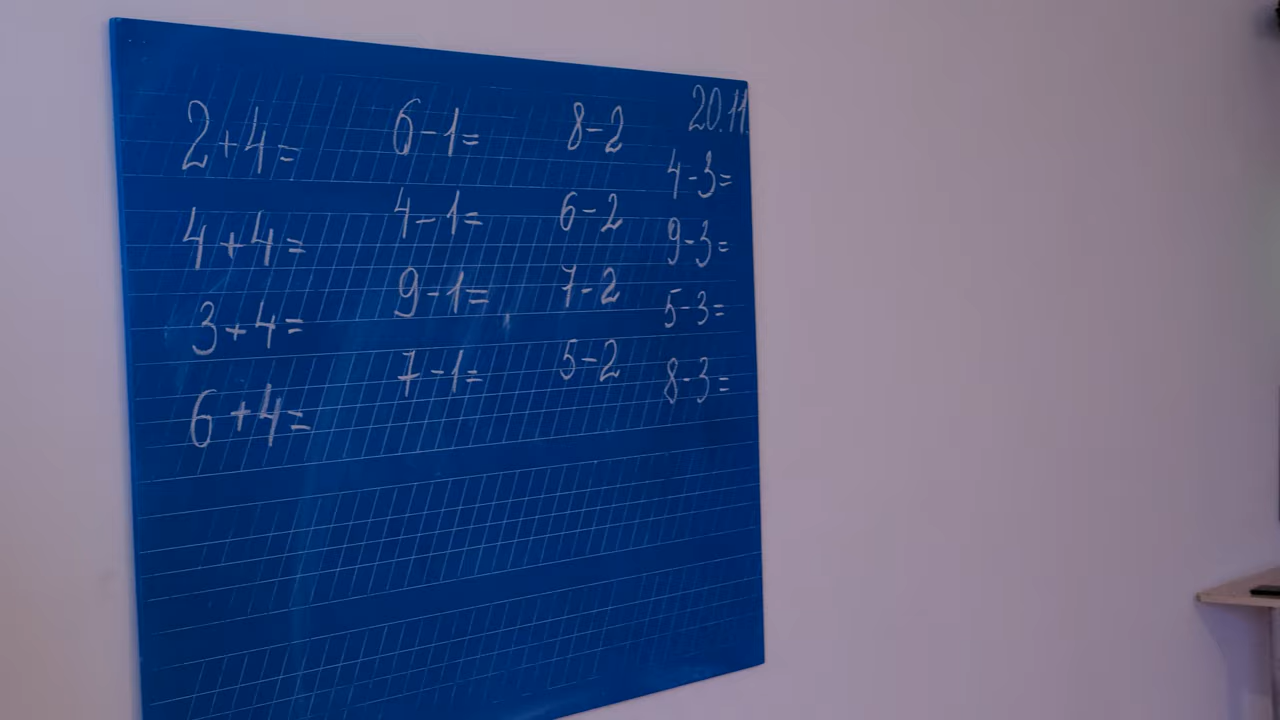 20.11.
2+4= 6-1= 8-2 4-3=
4+4= 4-1= 6-2 9-3=
3+4= 9-1= 7-2 5-3=
6+4= 7-1= 5-2 8-3=